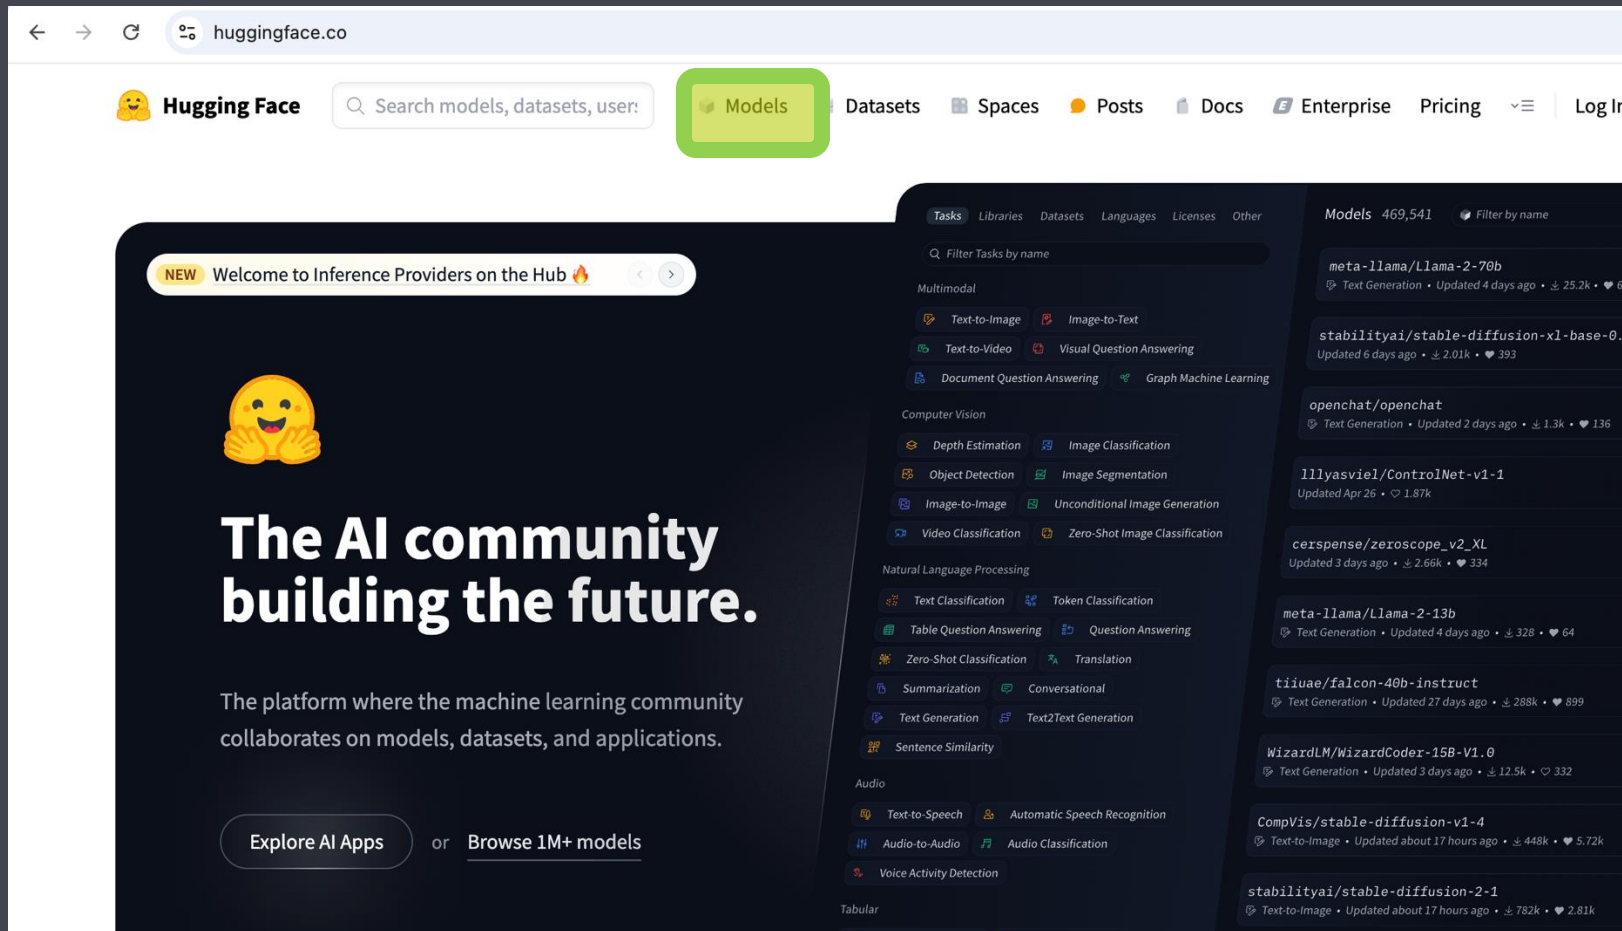 huggingface.co
Hugging Face
Search models, datasets, users
Models
Datasets
Spaces
Posts
Docs
Enterprise
Pricing
NEW Welcome to Inference Providers on the Hub 🔥
The AI community
building the future.
The platform where the machine learning community
collaborates on models, datasets, and applications.
Explore AI Apps or Browse 1M+ models
Tasks Libraries Datasets Languages Licenses Other
Filter Tasks by name
Multimodal
Text-to-Image Image-to-Text
Text-to-Video Visual Question Answering
Document Question Answering Graph Machine Learning
Computer Vision
Depth Estimation Image Classification
Object Detection Image Segmentation
Image-to-Image Unconditional Image Generation
Video Classification Zero-Shot Image Classification
Natural Language Processing
Text Classification Token Classification
Table Question Answering Question Answering
Zero-Shot Classification Translation
Summarization Conversational
Text Generation Text2Text Generation
Sentence Similarity
Audio
Text-to-Speech Automatic Speech Recognition
Audio-to-Audio Audio Classification
Voice Activity Detection
Tabular
Models 469,541 Filter by name
meta-llama/Llama-2-70b
Text Generation • Updated 4 days ago • 25.2k •
stabilityai/stable-diffusion-xl-base-0.
Updated 6 days ago • 2.01k • 393
openchat/openchat
Text Generation • Updated 2 days ago • 1.3k • 136
lllyasviel/ControlNet-v1-1
Updated Apr 26 • 1.87k
cerspense/zeroscope_v2_XL
Updated 3 days ago • 2.66k • 334
meta-llama/Llama-2-13b
Text Generation • Updated 4 days ago • 328 • 64
tiiuae/falcon-40b-instruct
Text Generation • Updated 27 days ago • 288k • 899
WizardLM/WizardCoder-15B-V1.0
Text Generation • Updated 3 days ago • 12.5k • 332
CompVis/stable-diffusion-v1-4
Text-to-Image • Updated about 17 hours ago • 448k • 5.72k
stabilityai/stable-diffusion-2-1
Text-to-Image • Updated about 17 hours ago • 782k • 2.81k